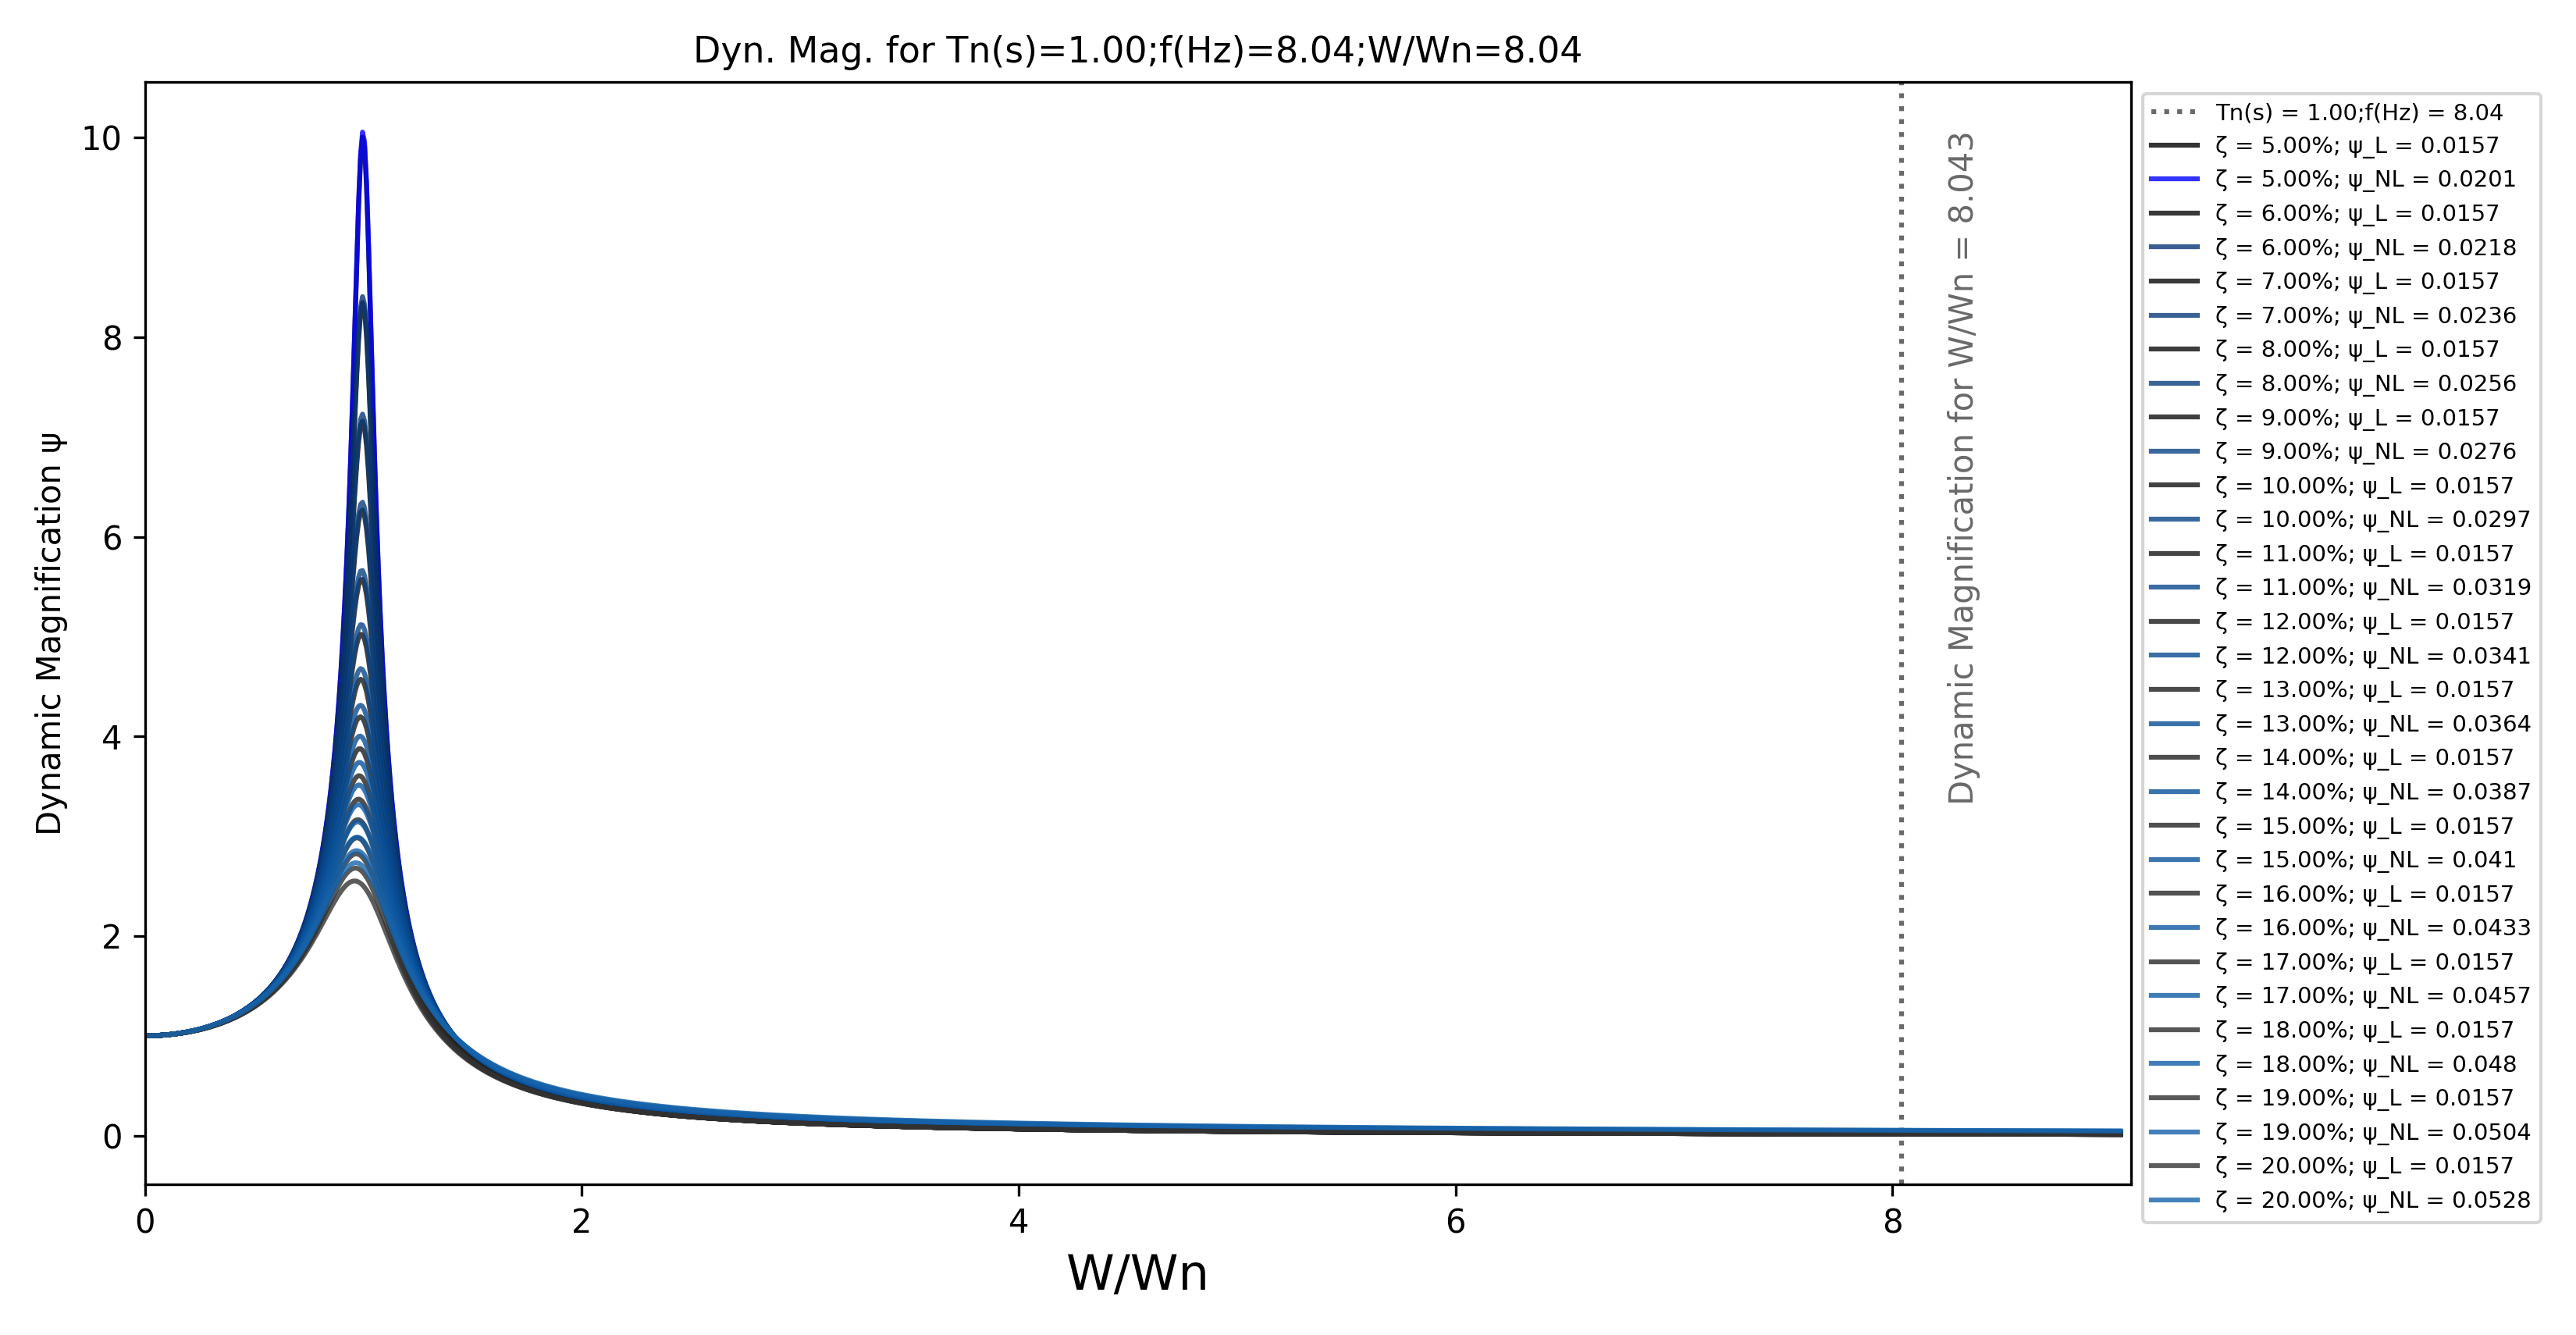 Dyn. Mag. for Tn(s)=1.00;f(Hz)=8.04;W/Wn=8.04
Dynamic Magnification ψ
10
8
6
4
2
0
0
2
4
6
8
W/Wn
Dynamic Magnification for W/Wn = 8.043
Tn(s) = 1.00;f(Hz) = 8.04
ζ = 5.00%; ψ_L = 0.0157
ζ = 5.00%; ψ_NL = 0.0201
ζ = 6.00%; ψ_L = 0.0157
ζ = 6.00%; ψ_NL = 0.0218
ζ = 7.00%; ψ_L = 0.0157
ζ = 7.00%; ψ_NL = 0.0236
ζ = 8.00%; ψ_L = 0.0157
ζ = 8.00%; ψ_NL = 0.0256
ζ = 9.00%; ψ_L = 0.0157
ζ = 9.00%; ψ_NL = 0.0276
ζ = 10.00%; ψ_L = 0.0157
ζ = 10.00%; ψ_NL = 0.0297
ζ = 11.00%; ψ_L = 0.0157
ζ = 11.00%; ψ_NL = 0.0319
ζ = 12.00%; ψ_L = 0.0157
ζ = 12.00%; ψ_NL = 0.0341
ζ = 13.00%; ψ_L = 0.0157
ζ = 13.00%; ψ_NL = 0.0364
ζ = 14.00%; ψ_L = 0.0157
ζ = 14.00%; ψ_NL = 0.0387
ζ = 15.00%; ψ_L = 0.0157
ζ = 15.00%; ψ_NL = 0.041
ζ = 16.00%; ψ_L = 0.0157
ζ = 16.00%; ψ_NL = 0.0433
ζ = 17.00%; ψ_L = 0.0157
ζ = 17.00%; ψ_NL = 0.0457
ζ = 18.00%; ψ_L = 0.0157
ζ = 18.00%; ψ_NL = 0.048
ζ = 19.00%; ψ_L = 0.0157
ζ = 19.00%; ψ_NL = 0.0504
ζ = 20.00%; ψ_L = 0.0157
ζ = 20.00%; ψ_NL = 0.0528